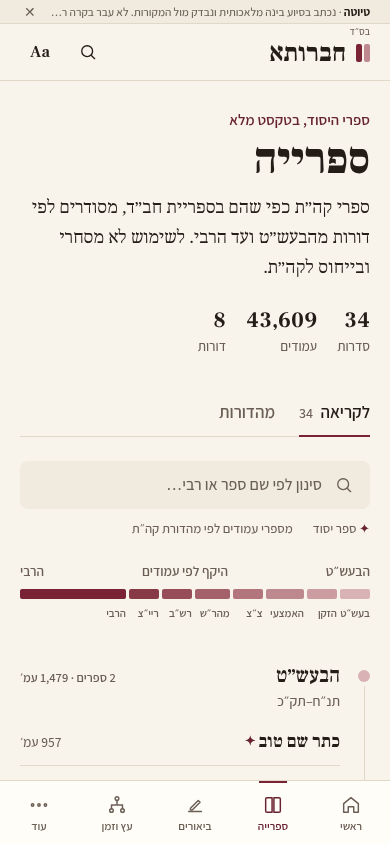 טיוטה · נכתב בסיוע בינה מלאכותית ונבדק מול המקורות. לא עבר בקרה ר...
בס״ד
חברותא
Aa
ספרי היסוד, בטקסט מלא
ספרייה
ספרי קה״ת כפי שהם בספריית חב״ד, מסודרים לפי
דורות מהבעש״ט ועד הרבי. לשימוש לא מסחרי
ובייחוס לקה״ת.
34 43,609 8
סדרות עמודים דורות
לקריאה 34 מהדורות
סינון לפי שם ספר או רבי...
✦ ספר יסוד מספרי עמודים לפי מהדורת קה״ת
הבעש״ט היקף לפי עמודים הרבי
בעש״ט הזקן האמצעי צ״צ מהר״ש רש״ב ריי״צ הרבי
הבעש״ט 2 ספרים · 1,479 עמ׳
תנ״ח–תק״כ
כתר שם טוב ✦ 957 עמ׳
ראשי ספרייה ביאורים עץ וזמן עוד